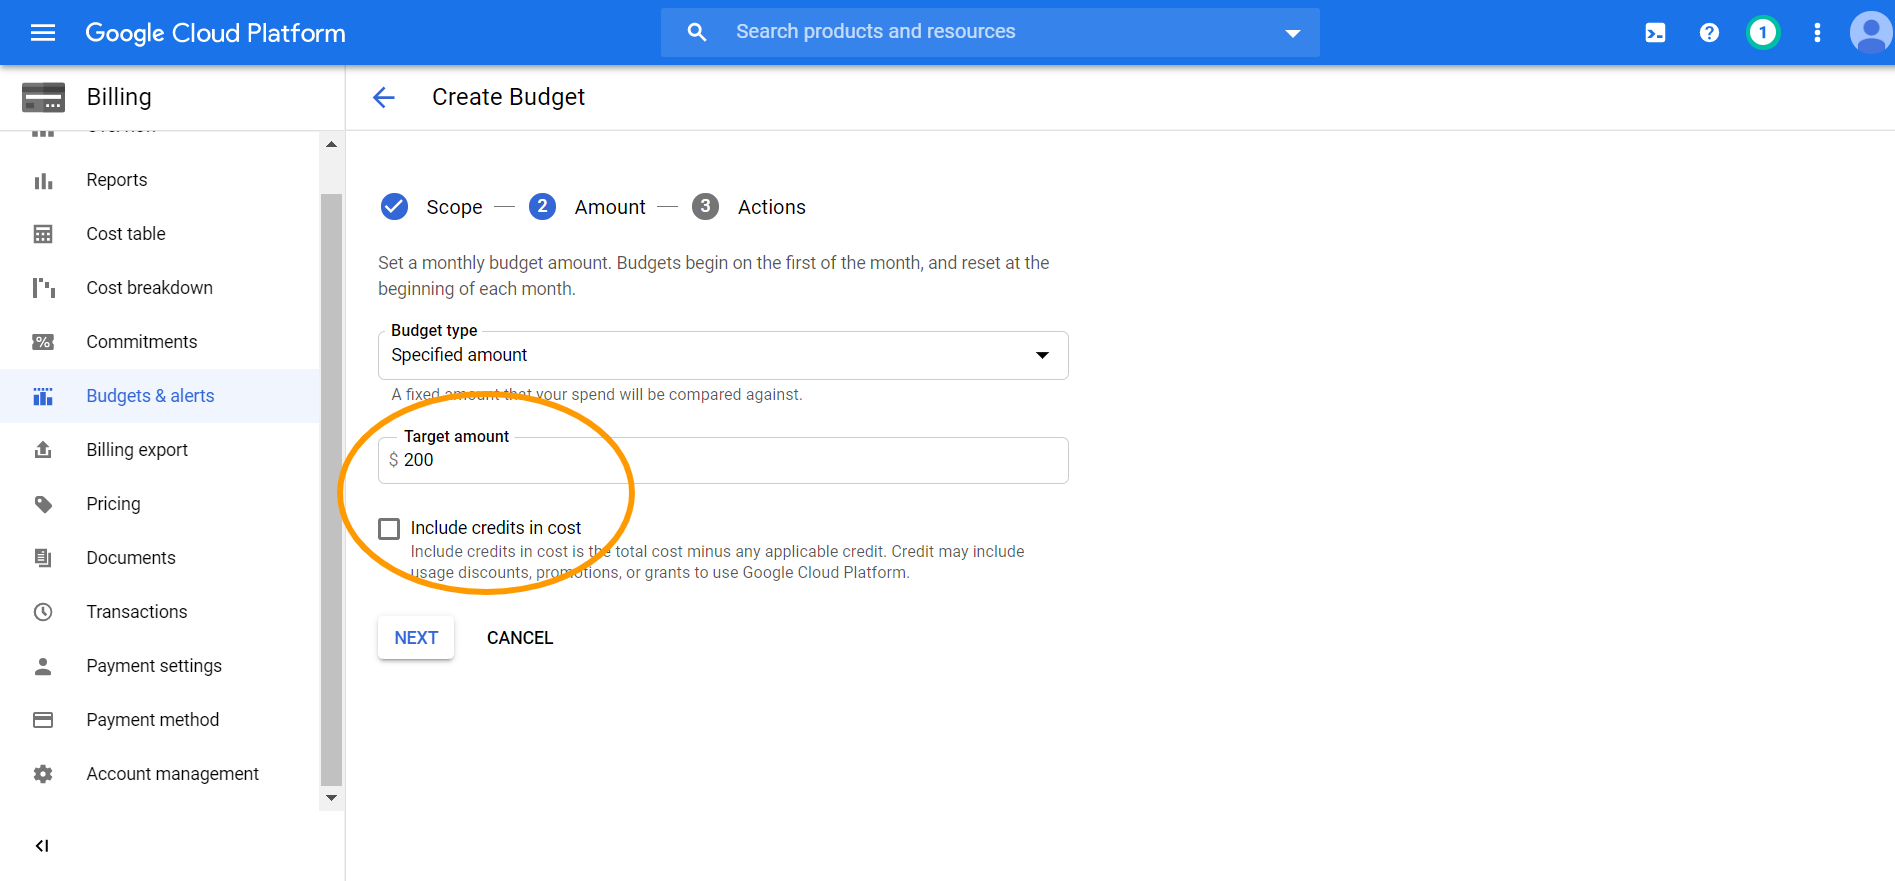 Google Cloud Platform
Search products and resources
?
1
Billing
Create Budget
Reports
Cost table
Cost breakdown
Commitments
Budgets & alerts
Billing export
Pricing
Documents
Transactions
Payment settings
Payment method
Account management
Scope
2 Amount
3 Actions
Set a monthly budget amount. Budgets begin on the first of the month, and reset at the
beginning of each month.
Budget type
Specified amount
A fixed amount that your spend will be compared against.
Target amount
$ 200
Include credits in cost
Include credits in cost is the total cost minus any applicable credit. Credit may include
usage discounts, promotions, or grants to use Google Cloud Platform.
NEXT CANCEL